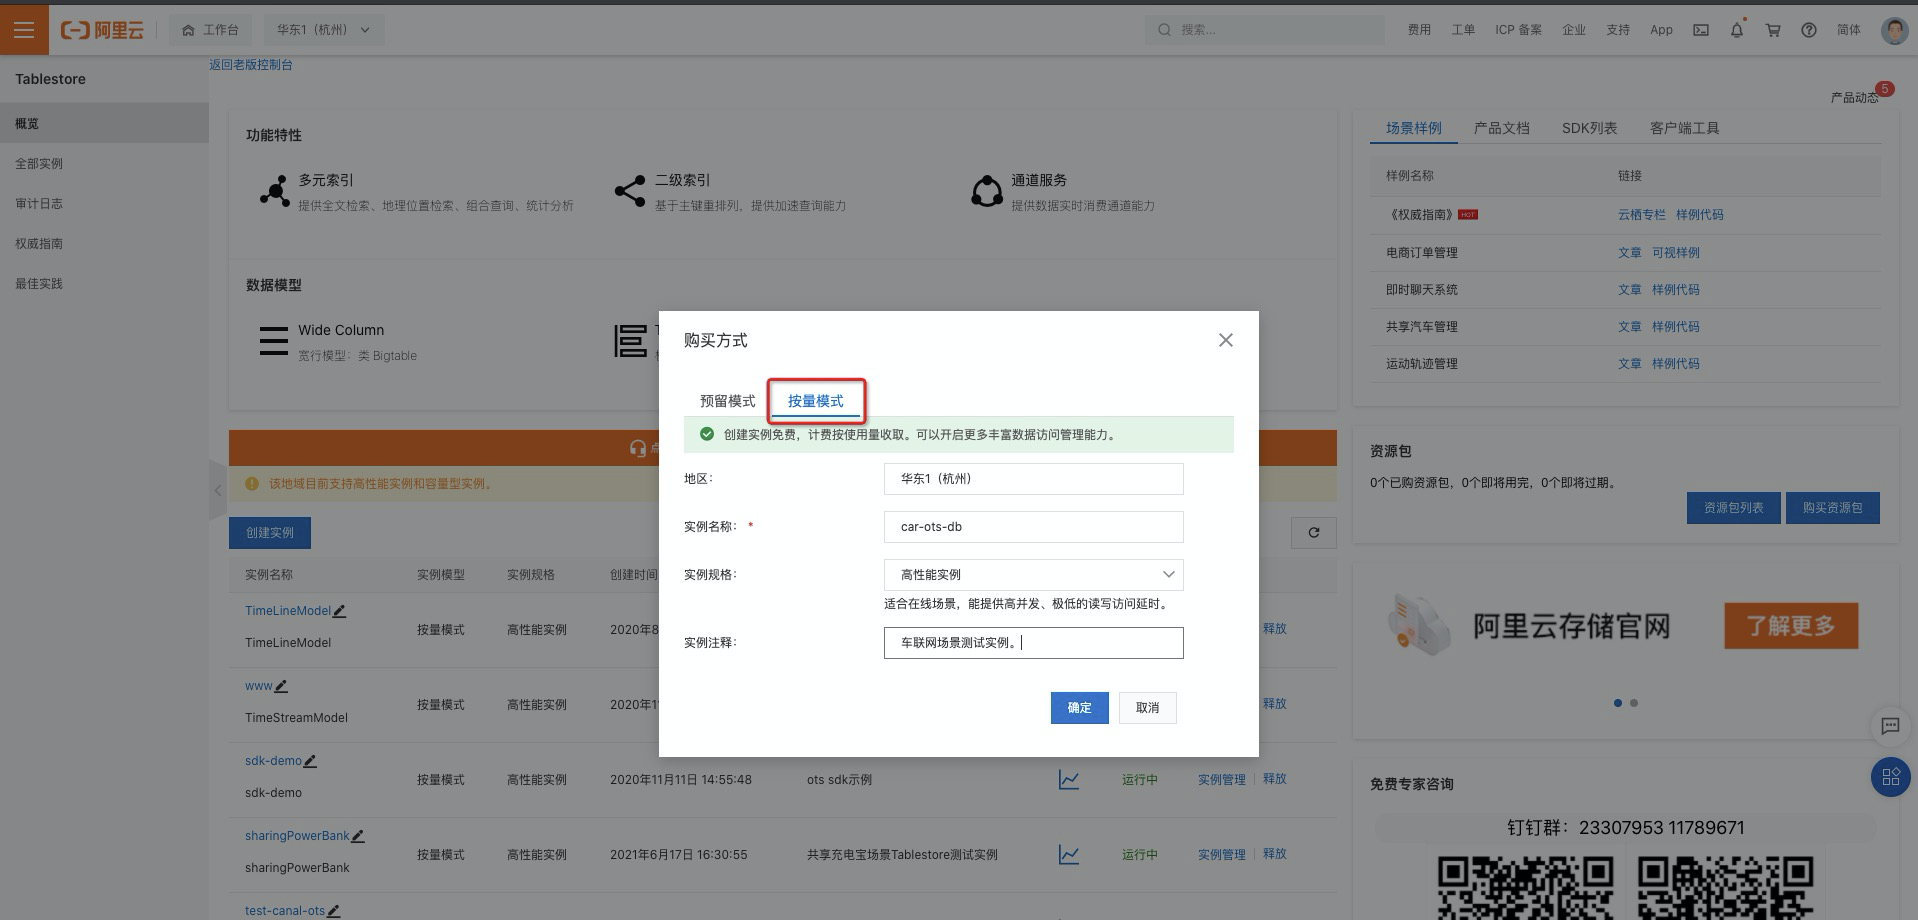 阿里云
工作台
华东1（杭州）
搜索...
费用
工单
ICP 备案
企业
支持
App
简体
Tablestore
概览
全部实例
审计日志
权威指南
最佳实践
返回老版控制台
产品动态
5
功能特性
多元索引
提供全文检索、地理位置检索、组合查询、统计分析
二级索引
基于主键重排列，提供加速查询能力
通道服务
提供数据实时消费通道能力
数据模型
Wide Column
宽行模型：类 Bigtable
购买方式
预留模式
按量模式
创建实例免费，计费按使用量收取。可以开启更多丰富数据访问管理能力。
地区：
华东1（杭州）
实例名称： *
car-ots-db
实例规格：
高性能实例
适合在线场景，能提供高并发、极低的读写访问延时。
实例注释：
车联网场景测试实例。
确定
取消
点
该地域目前支持高性能实例和容量型实例。
创建实例
实例名称 实例模型 实例规格 创建时间
TimeLineModel
TimeLineModel
按量模式 高性能实例 2020年8 释放
www
TimeStreamModel
按量模式 高性能实例 2020年1 释放
sdk-demo
sdk-demo
按量模式 高性能实例 2020年11月11日 14:55:48 ots sdk示例 运行中 实例管理 释放
sharingPowerBank
sharingPowerBank
按量模式 高性能实例 2021年6月17日 16:30:55 共享充电宝场景Tablestore测试实例 运行中 实例管理 释放
test-canal-ots
场景样例 产品文档 SDK列表 客户端工具
样例名称 链接
《权威指南》 HOT 云栖专栏 样例代码
电商订单管理 文章 可视样例
即时聊天系统 文章 样例代码
共享汽车管理 文章 样例代码
运动轨迹管理 文章 样例代码
资源包
0个已购资源包，0个即将用完，0个即将过期。
资源包列表
购买资源包
阿里云存储官网
了解更多
免费专家咨询
钉钉群：23307953 11789671